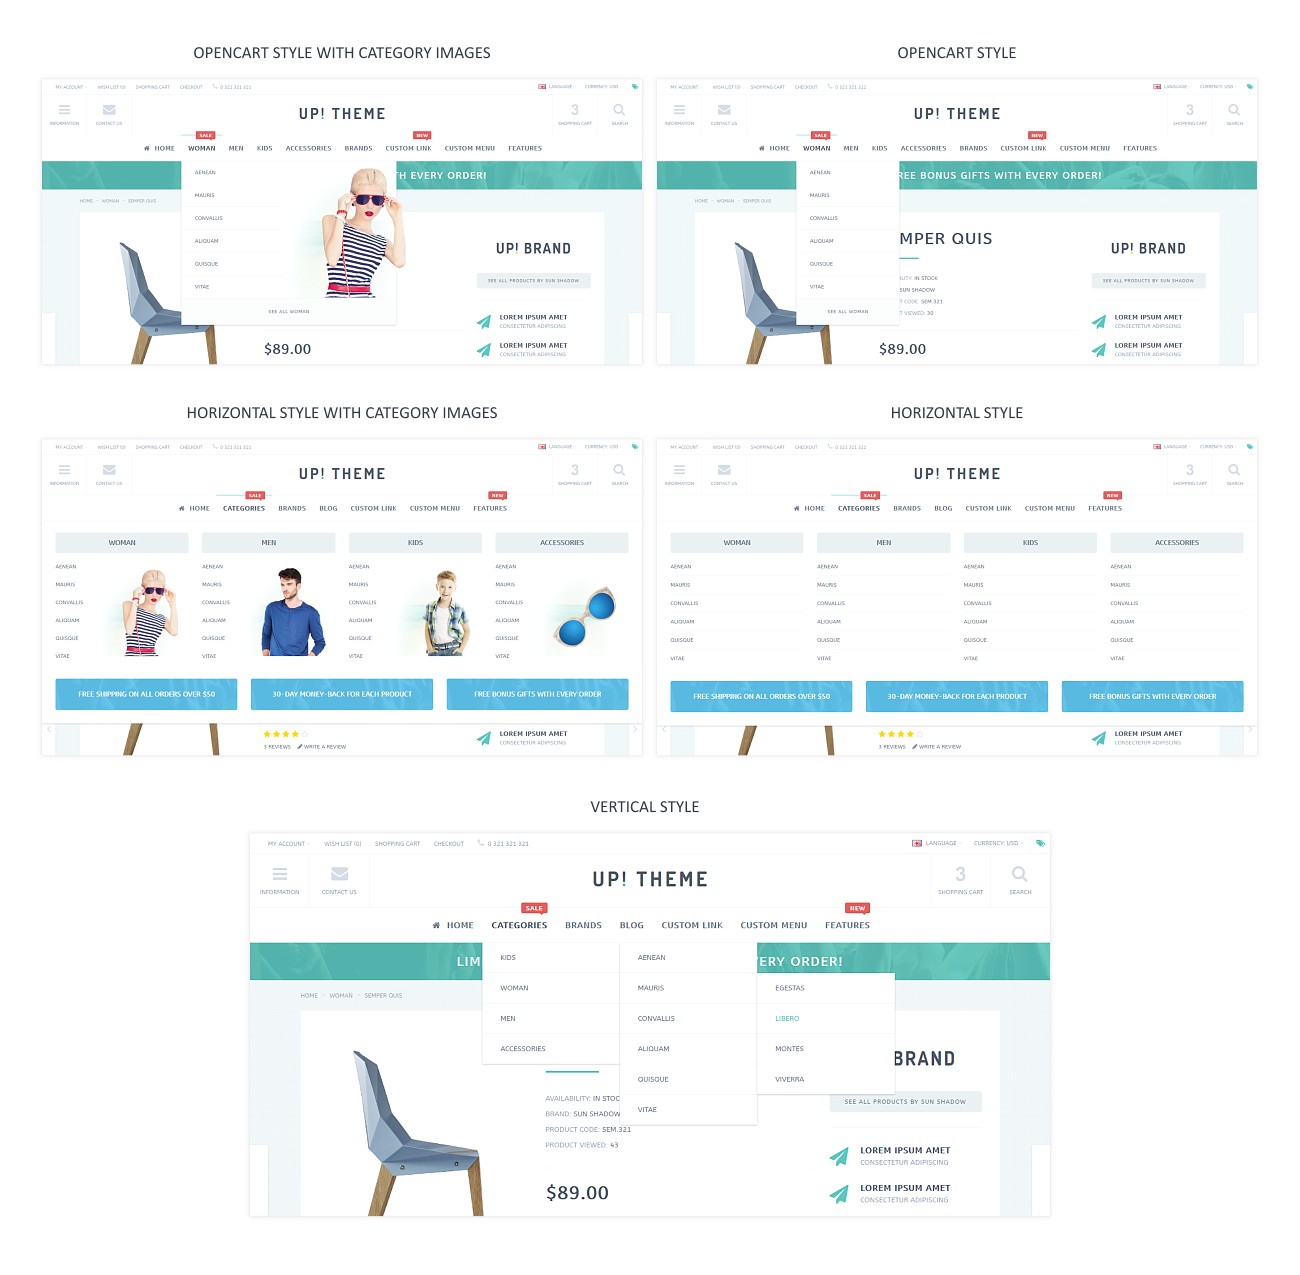 OPENCART STYLE WITH CATEGORY IMAGES
MY ACCOUNT WISH LIST (0) SHOPPING CART CHECKOUT 0 321 321 321 LANGUAGE CURRENCY: USD
INFORMATION CONTACT US UP! THEME 3 SHOPPING CART SEARCH
SALE NEW
HOME WOMAN MEN KIDS ACCESSORIES BRANDS CUSTOM LINK CUSTOM MENU FEATURES
H EVERY ORDER!
HOME WOMAN SEMPER QUIS
AENEAN
MAURIS
CONVALLIS
ALIQUAM
QUISQUE
VITAE
SEE ALL WOMAN
$89.00
UP! BRAND
SEE ALL PRODUCTS BY SUN SHADOW
LOREM IPSUM AMET
CONSECTETUR ADIPISCING
LOREM IPSUM AMET
CONSECTETUR ADIPISCING
OPENCART STYLE
MY ACCOUNT WISH LIST (0) SHOPPING CART CHECKOUT 0 321 321 321 LANGUAGE CURRENCY: USD
INFORMATION CONTACT US UP! THEME 3 SHOPPING CART SEARCH
SALE NEW
HOME WOMAN MEN KIDS ACCESSORIES BRANDS CUSTOM LINK CUSTOM MENU FEATURES
REE BONUS GIFTS WITH EVERY ORDER!
HOME WOMAN SEMPER QUIS
AENEAN
MAURIS
CONVALLIS
ALIQUAM
QUISQUE
VITAE
SEE ALL WOMAN
MPER QUIS
IN STOCK
SUN SHADOW
CODE: SEM.321
VIEWED: 30
$89.00
UP! BRAND
SEE ALL PRODUCTS BY SUN SHADOW
LOREM IPSUM AMET
CONSECTETUR ADIPISCING
LOREM IPSUM AMET
CONSECTETUR ADIPISCING
HORIZONTAL STYLE WITH CATEGORY IMAGES
MY ACCOUNT WISH LIST (0) SHOPPING CART CHECKOUT 0 321 321 321 LANGUAGE CURRENCY: USD
INFORMATION CONTACT US UP! THEME 3 SHOPPING CART SEARCH
SALE NEW
HOME CATEGORIES BRANDS BLOG CUSTOM LINK CUSTOM MENU FEATURES
WOMAN MEN KIDS ACCESSORIES
AENEAN AENEAN AENEAN AENEAN
MAURIS MAURIS MAURIS MAURIS
CONVALLIS CONVALLIS CONVALLIS CONVALLIS
ALIQUAM ALIQUAM ALIQUAM ALIQUAM
QUISQUE QUISQUE QUISQUE QUISQUE
VITAE VITAE VITAE VITAE
FREE SHIPPING ON ALL ORDERS OVER $50 30-DAY MONEY-BACK FOR EACH PRODUCT FREE BONUS GIFTS WITH EVERY ORDER
3 REVIEWS WRITE A REVIEW
LOREM IPSUM AMET
CONSECTETUR ADIPISCING
HORIZONTAL STYLE
MY ACCOUNT WISH LIST (0) SHOPPING CART CHECKOUT 0 321 321 321 LANGUAGE CURRENCY: USD
INFORMATION CONTACT US UP! THEME 3 SHOPPING CART SEARCH
SALE NEW
HOME CATEGORIES BRANDS BLOG CUSTOM LINK CUSTOM MENU FEATURES
WOMAN MEN KIDS ACCESSORIES
AENEAN AENEAN AENEAN AENEAN
MAURIS MAURIS MAURIS MAURIS
CONVALLIS CONVALLIS CONVALLIS CONVALLIS
ALIQUAM ALIQUAM ALIQUAM ALIQUAM
QUISQUE QUISQUE QUISQUE QUISQUE
VITAE VITAE VITAE VITAE
FREE SHIPPING ON ALL ORDERS OVER $50 30-DAY MONEY-BACK FOR EACH PRODUCT FREE BONUS GIFTS WITH EVERY ORDER
3 REVIEWS WRITE A REVIEW
LOREM IPSUM AMET
CONSECTETUR ADIPISCING
VERTICAL STYLE
MY ACCOUNT WISH LIST (0) SHOPPING CART CHECKOUT 0 321 321 321 LANGUAGE CURRENCY: USD
INFORMATION CONTACT US UP! THEME 3 SHOPPING CART SEARCH
SALE NEW
HOME CATEGORIES BRANDS BLOG CUSTOM LINK CUSTOM MENU FEATURES
LIM VERY ORDER!
HOME WOMAN SEMPER QUIS
KIDS
WOMAN
MEN
ACCESSORIES
AENEAN
MAURIS
CONVALLIS
ALIQUAM
QUISQUE
VITAE
EGESTAS
LIBERO
MONTES
VIVERRA
AVAILABILITY: IN STOC
BRAND: SUN SHADOW
PRODUCT CODE: SEM.321
PRODUCT VIEWED: 43
$89.00
BRAND
SEE ALL PRODUCTS BY SUN SHADOW
LOREM IPSUM AMET
CONSECTETUR ADIPISCING
LOREM IPSUM AMET
CONSECTETUR ADIPISCING